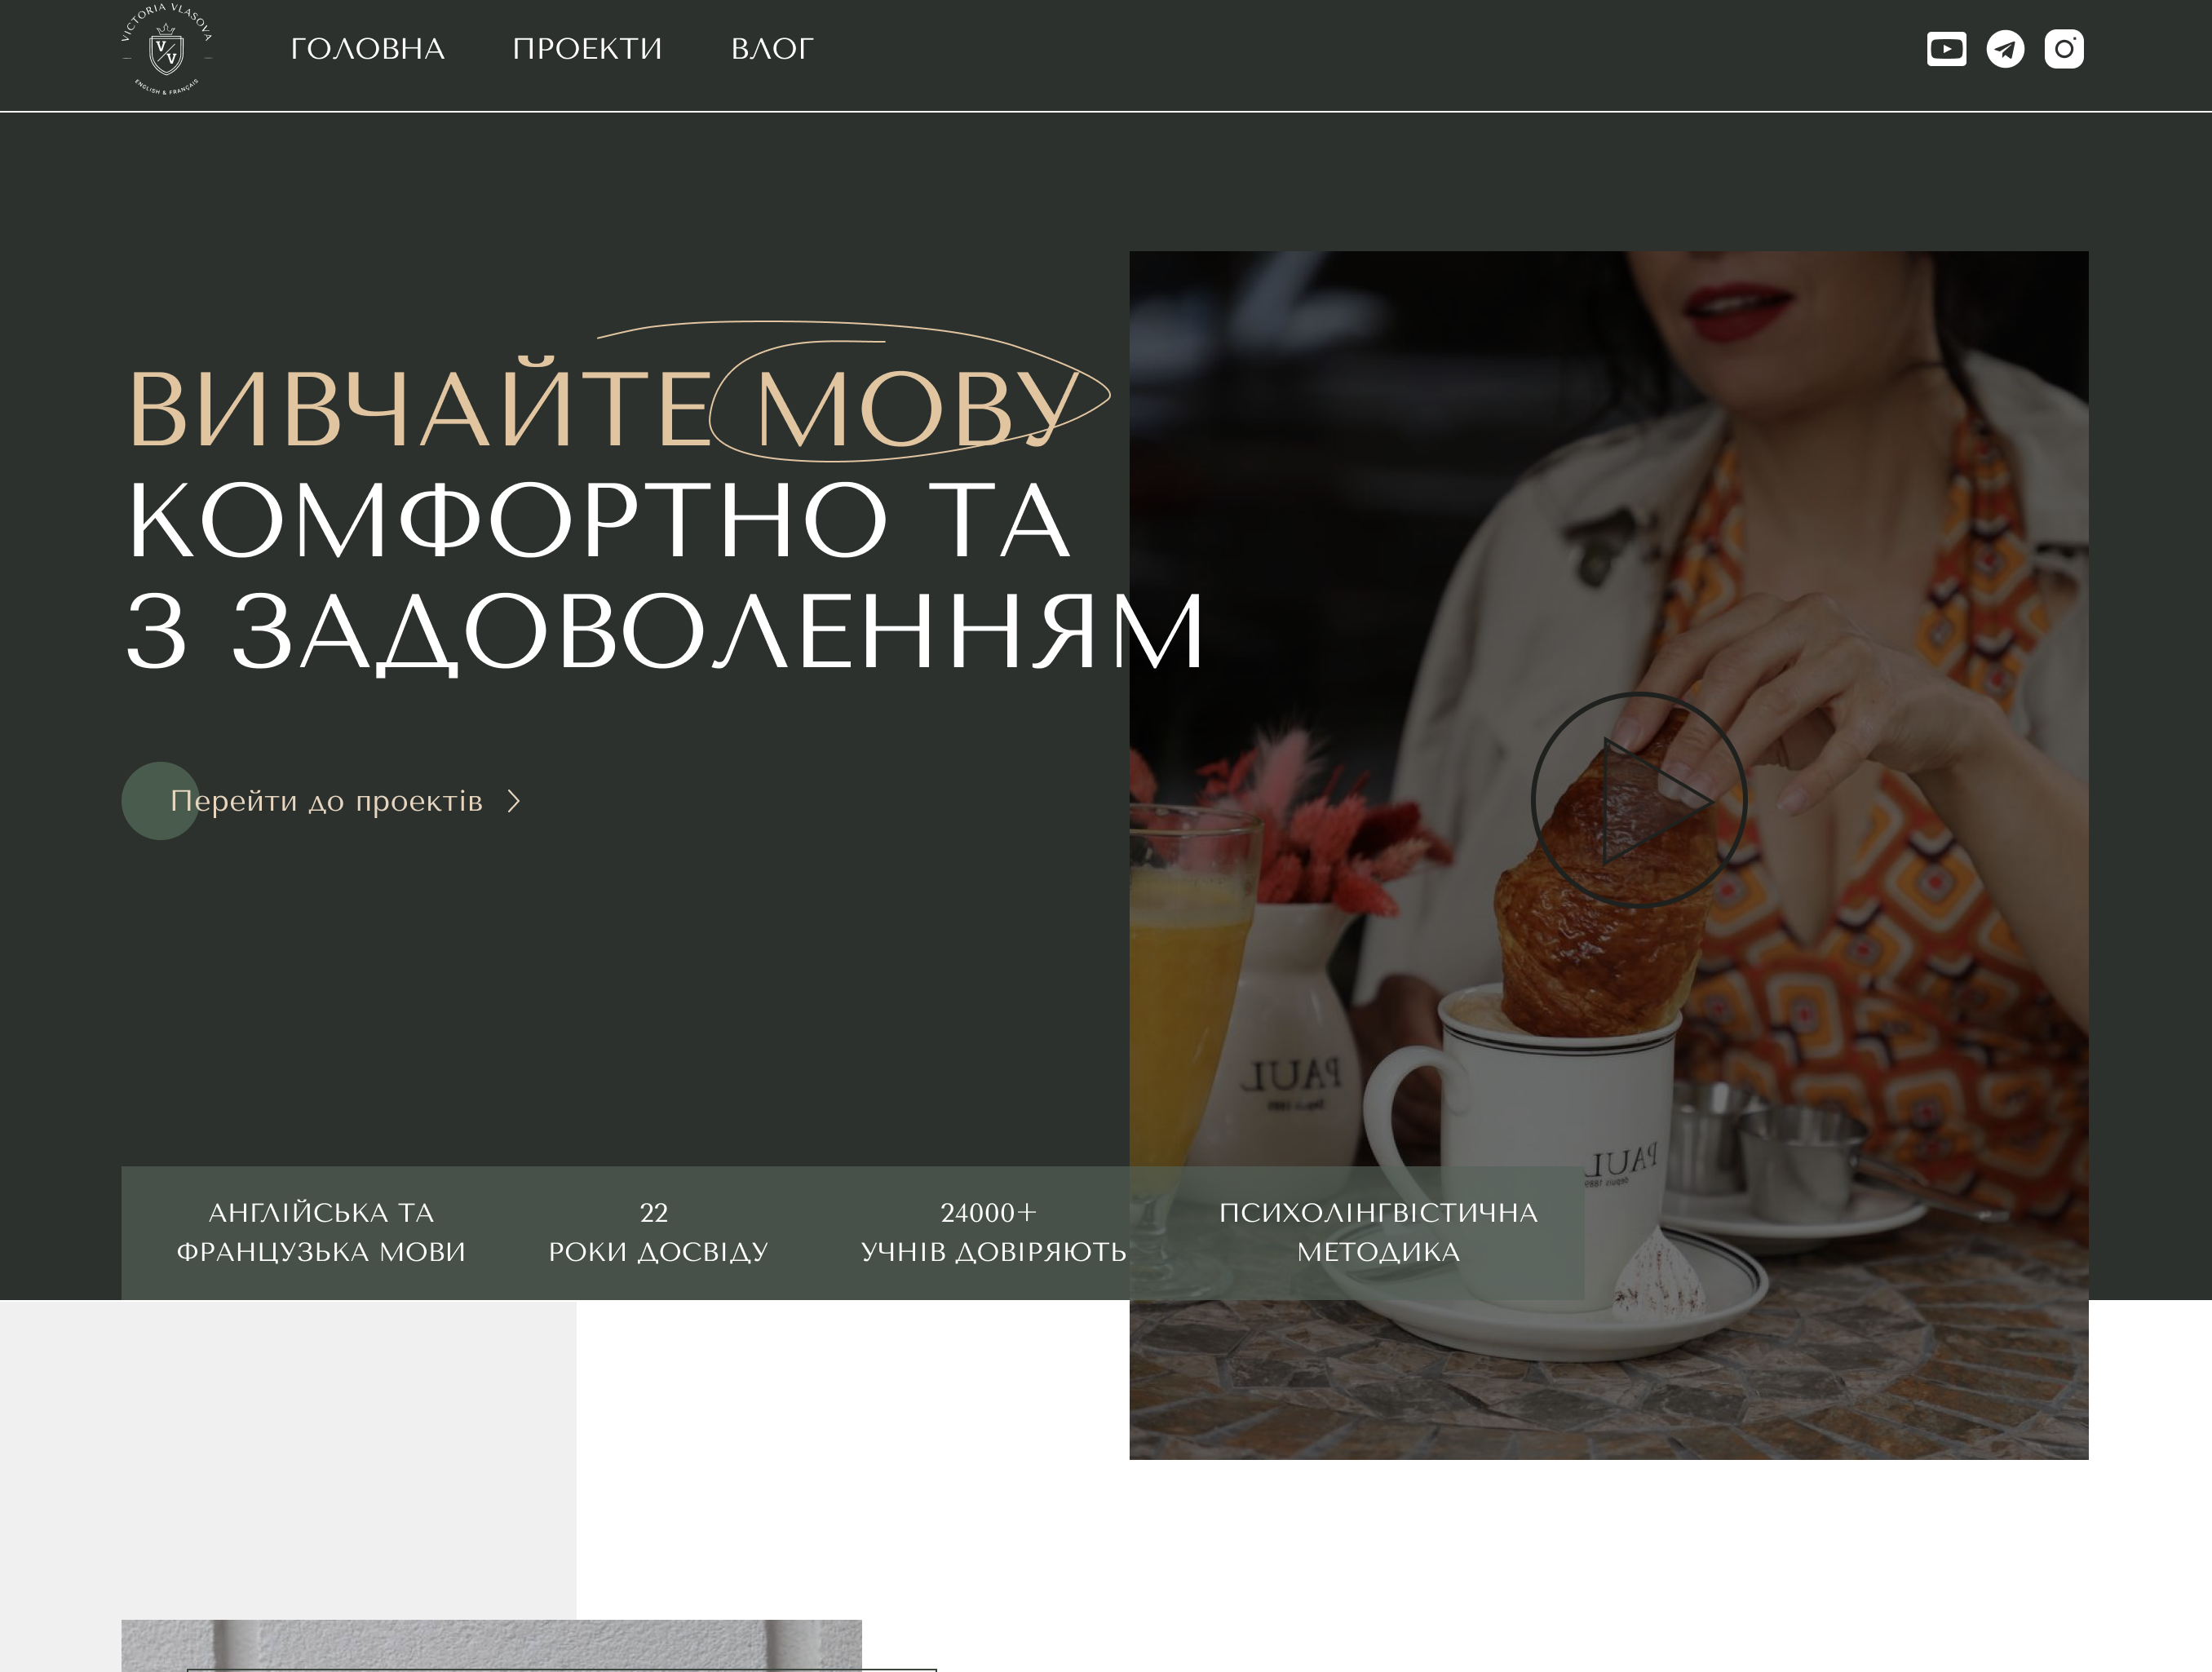 VICTORIA VLASOVA
V V
ENGLISH & FRANÇAIS
ГОЛОВНА
ПРОЕКТИ
ВЛОГ
ВИВЧАЙТЕ МОВУ
КОМФОРТНО ТА
З ЗАДОВОЛЕННЯМ
Перейти до проектів
PAUL
PAUL
АНГЛІЙСЬКА ТА
ФРАНЦУЗЬКА МОВИ
22
РОКИ ДОСВІДУ
24000+
УЧНІВ ДОВІРЯЮТЬ
ПСИХОЛІНГВІСТИЧНА
МЕТОДИКА